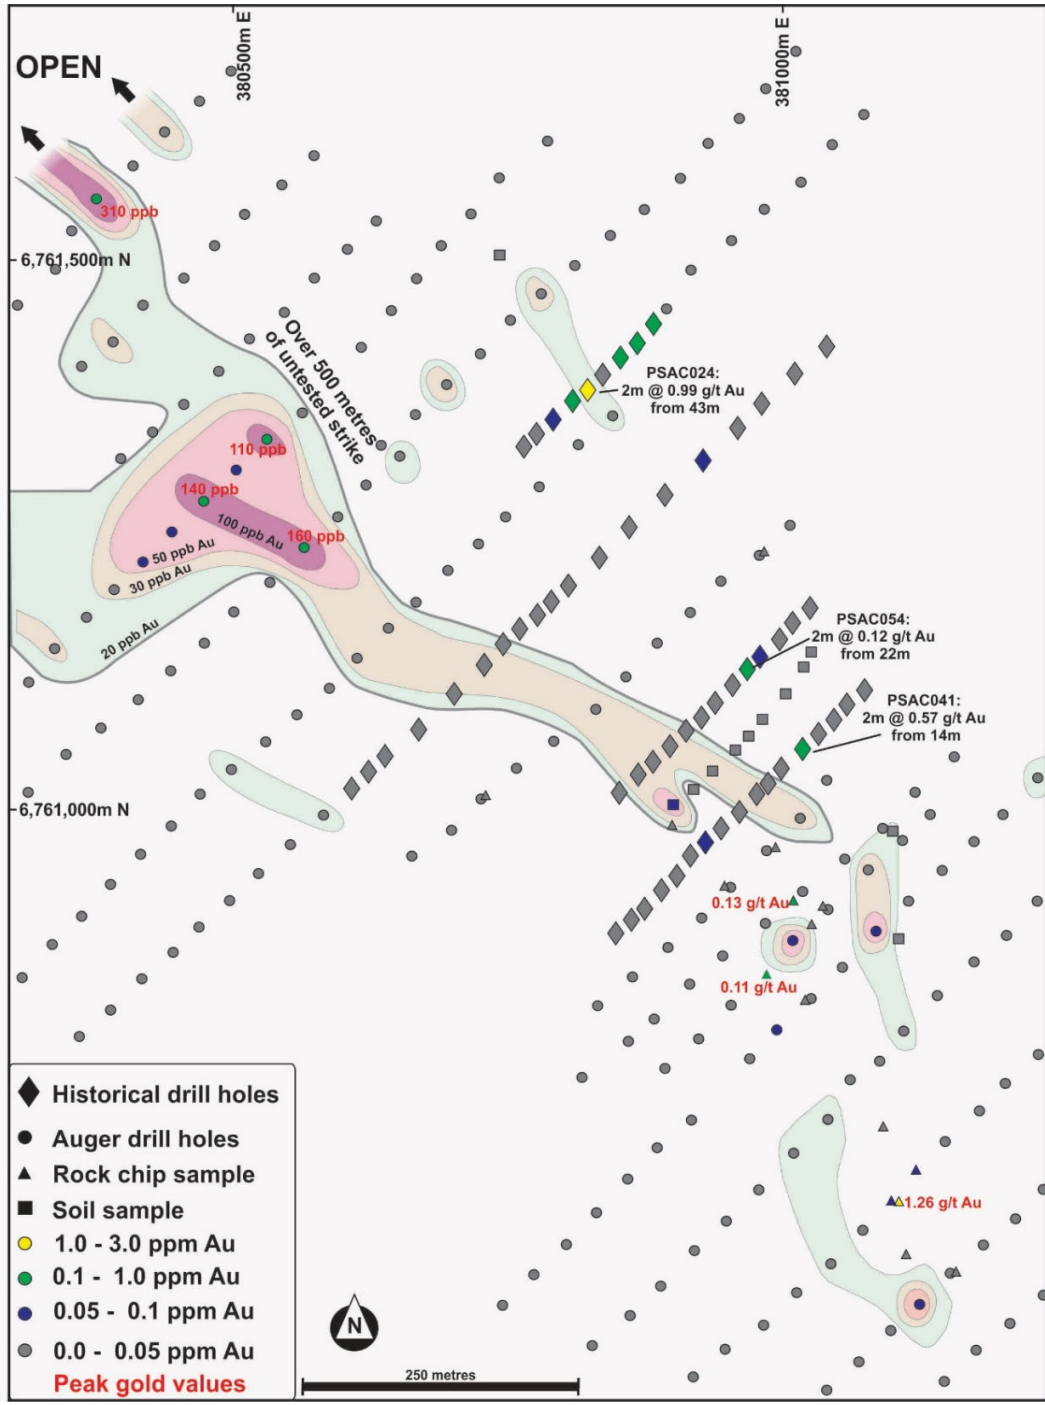 380500m E
381000m E
OPEN
310 ppb
6,761,500m N
Over 500 metres
of untested strike
PSAC024:
2m @ 0.99 g/t Au
from 43m
110 ppb
140 ppb
100 ppb Au
160 ppb
50 ppb Au
30 ppb Au
20 ppb Au
PSAC054:
2m @ 0.12 g/t Au
from 22m
PSAC041:
2m @ 0.57 g/t Au
from 14m
6,761,000m N
0.13 g/t Au
0.11 g/t Au
1.26 g/t Au
Historical drill holes
Auger drill holes
Rock chip sample
Soil sample
1.0 - 3.0 ppm Au
0.1 - 1.0 ppm Au
0.05 - 0.1 ppm Au
0.0 - 0.05 ppm Au
Peak gold values
N
250 metres